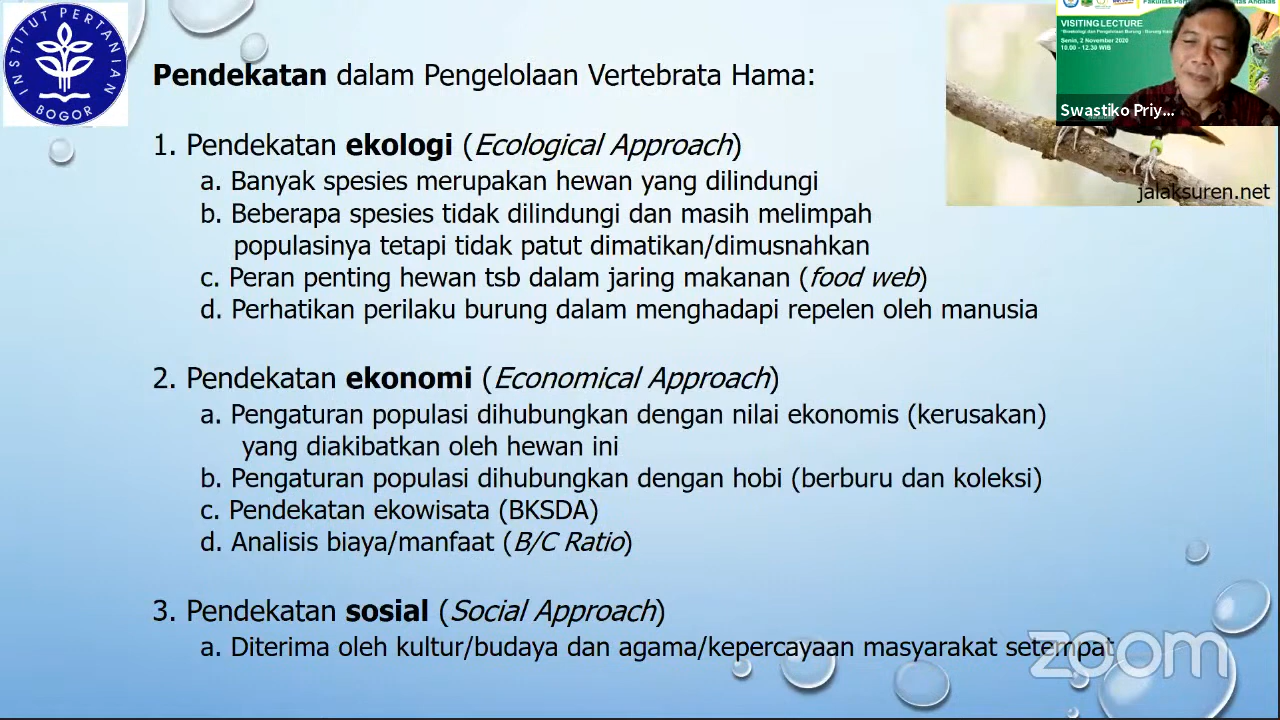 INSTITUT PERTANIAN
BOGOR
Pendekatan dalam Pengelolaan Vertebrata Hama:
1. Pendekatan ekologi (Ecological Approach)
a. Banyak spesies merupakan hewan yang dilindungi
b. Beberapa spesies tidak dilindungi dan masih melimpah
populasinya tetapi tidak patut dimatikan/dimusnahkan
c. Peran penting hewan tsb dalam jaring makanan (food web)
d. Perhatikan perilaku burung dalam menghadapi repelen oleh manusia
2. Pendekatan ekonomi (Economical Approach)
a. Pengaturan populasi dihubungkan dengan nilai ekonomis (kerusakan)
yang diakibatkan oleh hewan ini
b. Pengaturan populasi dihubungkan dengan hobi (berburu dan koleksi)
c. Pendekatan ekowisata (BKSDA)
d. Analisis biaya/manfaat (B/C Ratio)
3. Pendekatan sosial (Social Approach)
a. Diterima oleh kultur/budaya dan agama/kepercayaan masyarakat setempat
VISITING LECTURE
Senin, 2 November 2020
10.00 - 12.30 WIB
Swastiko Priy...
jalaksuren.net
zoom